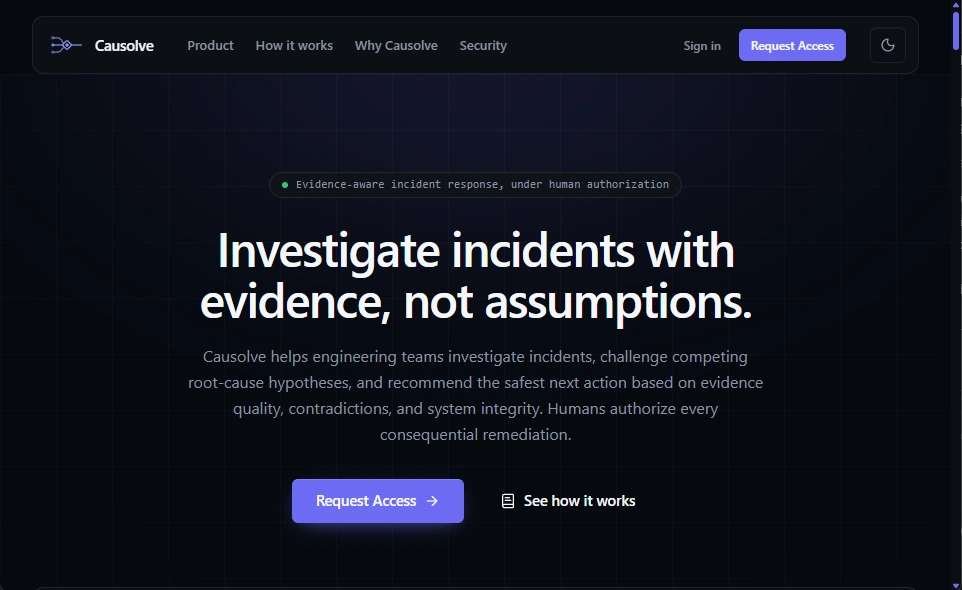 Causolve
Product
How it works
Why Causolve
Security
Sign in
Request Access
Evidence-aware incident response, under human authorization
Investigate incidents with
evidence, not assumptions.
Causolve helps engineering teams investigate incidents, challenge competing
root-cause hypotheses, and recommend the safest next action based on evidence
quality, contradictions, and system integrity. Humans authorize every
consequential remediation.
Request Access
See how it works